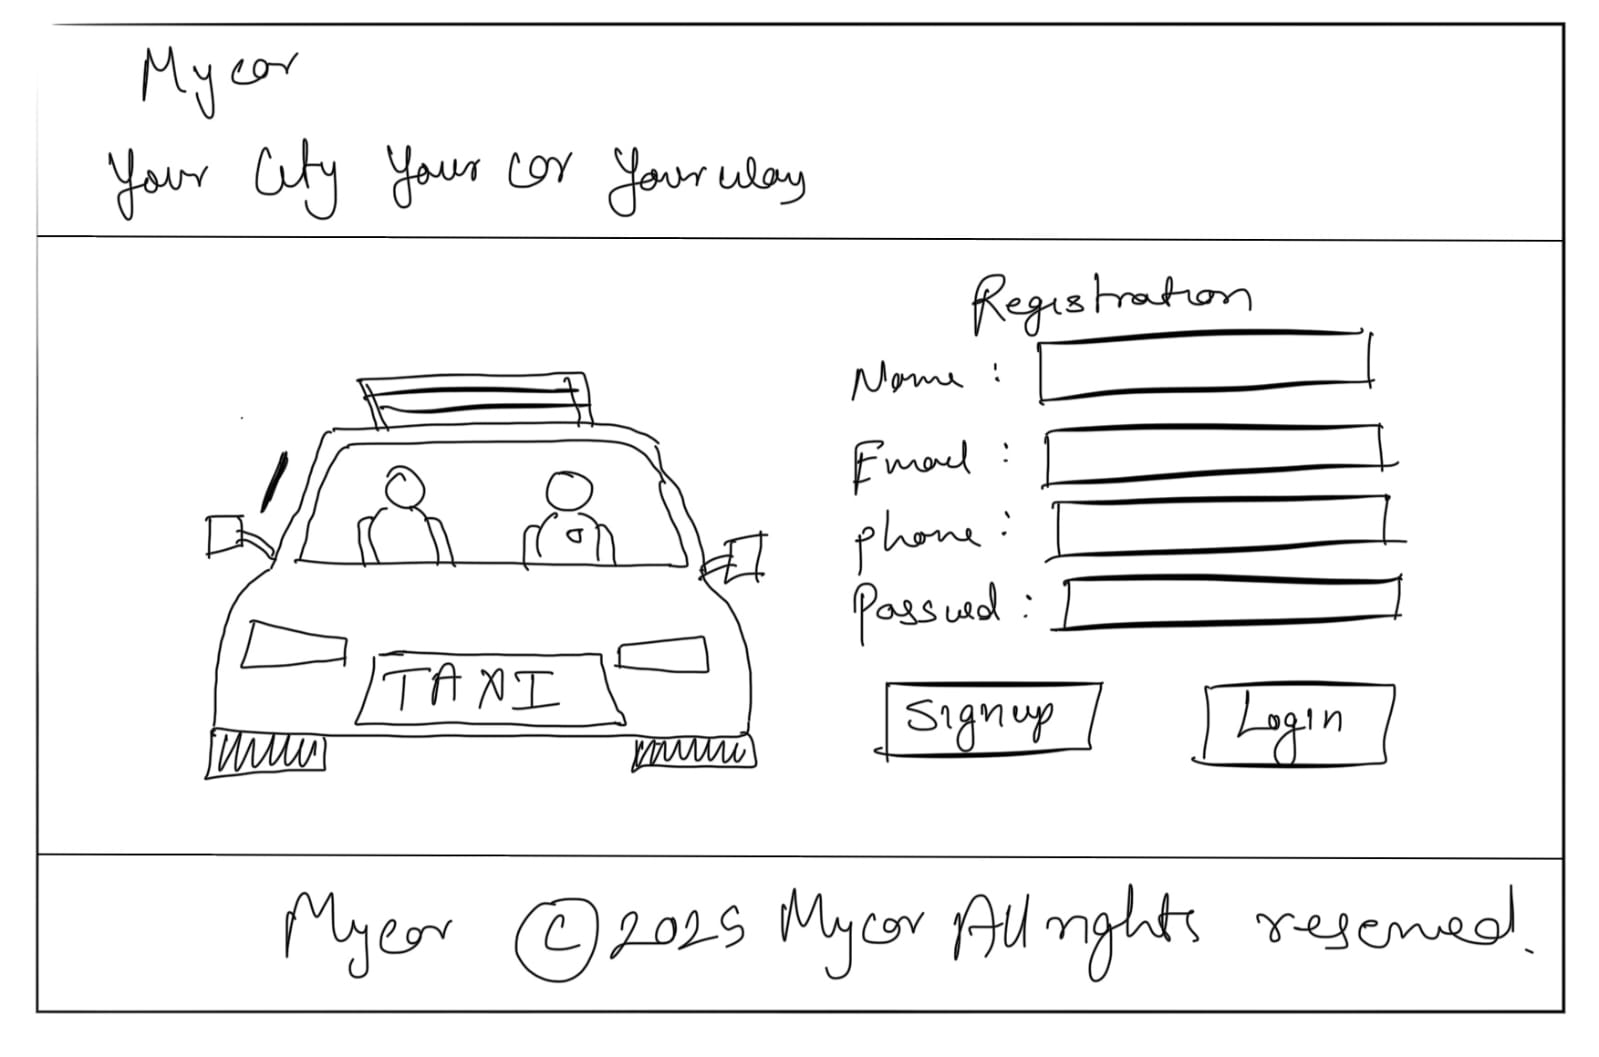 Mycar
Your City Your car Your way
Registration
Name :
Email :
phone :
Passwed :
TAXI
Signup
Login
Mycar © 2025 Mycar All rights reserved.